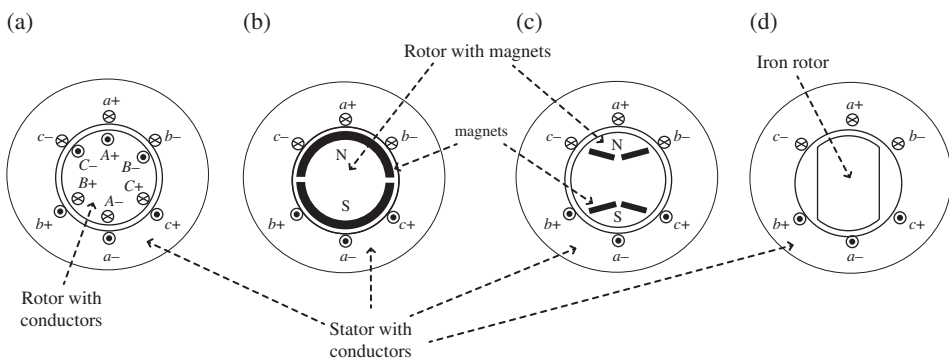 (a)
(b)
(c)
(d)
Rotor with magnets
Iron rotor
magnets
a+
c–
b–
A+
C–
B–
B+
C+
A–
b+
c+
a–
a+
c–
b–
N
S
b+
c+
a–
a+
c–
b–
N
S
b+
c+
a–
a+
c–
b–
b+
c+
a–
Rotor with
conductors
Stator with
conductors